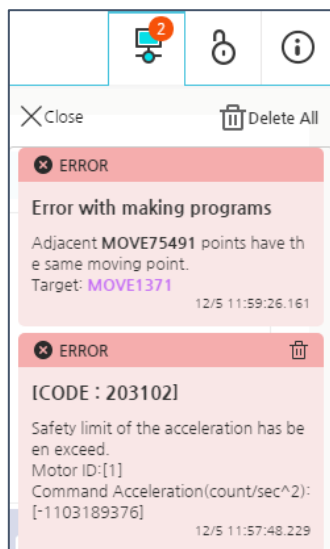 2
Close
Delete All
ERROR
Error with making programs
Adjacent MOVE75491 points have th
e same moving point.
Target: MOVE1371
12/5 11:59:26.161
ERROR
[CODE : 203102]
Safety limit of the acceleration has be
en exceed.
Motor ID:[1]
Command Acceleration(count/sec^2):
[-1103189376]
12/5 11:57:48.229